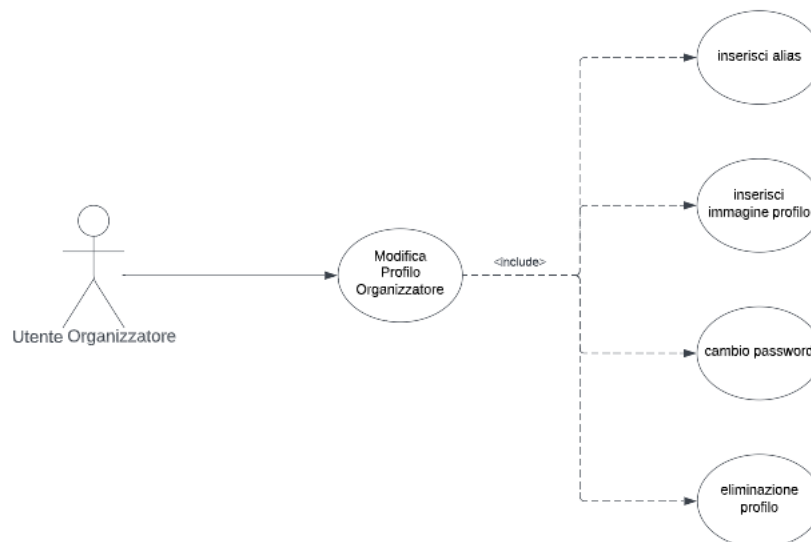 inserisci alias
inserisci
immagine profilo
Modifica
Profilo
Organizzatore
<include>
Utente Organizzatore
cambio password
eliminazione
profilo